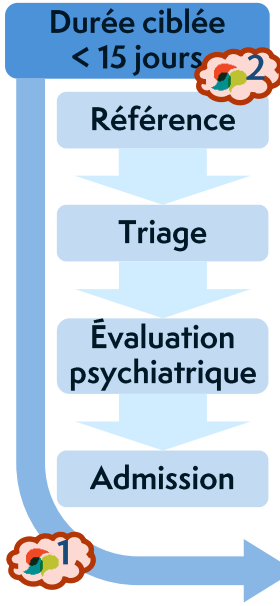 Durée ciblée
< 15 jours
2
Référence
Triage
Évaluation
psychiatrique
Admission
1